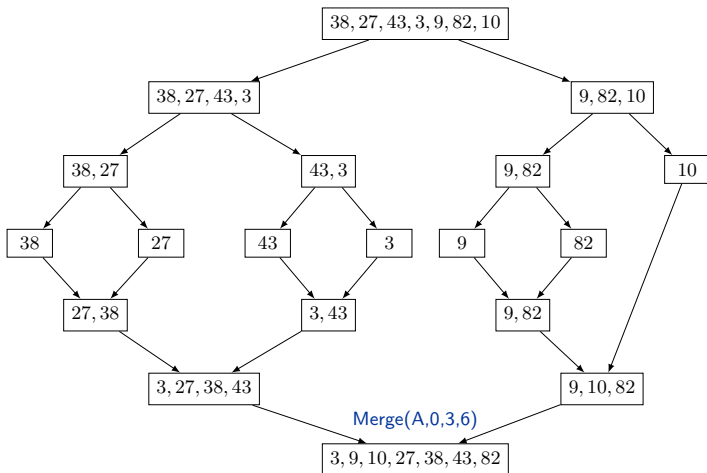 38, 27, 43, 3, 9, 82, 10
38, 27, 43, 3
9, 82, 10
38, 27
43, 3
9, 82
10
38
27
43
3
9
82
27, 38
3, 43
9, 82
3, 27, 38, 43
9, 10, 82
Merge(A,0,3,6)
3, 9, 10, 27, 38, 43, 82